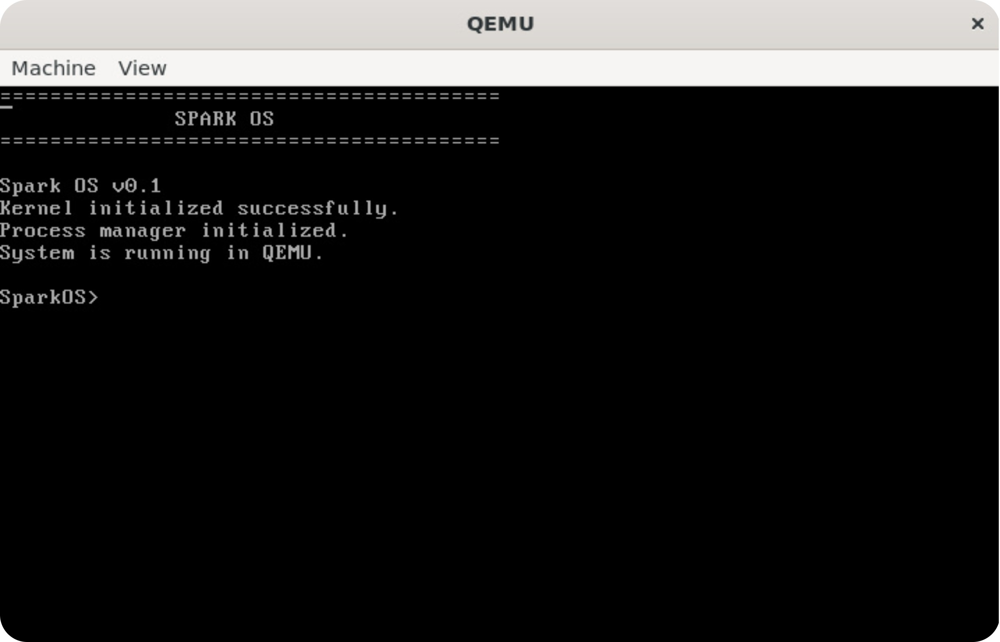 QEMU
Machine View
========================================
SPARK OS
========================================
Spark OS v0.1
Kernel initialized successfully.
Process manager initialized.
System is running in QEMU.
SparkOS>